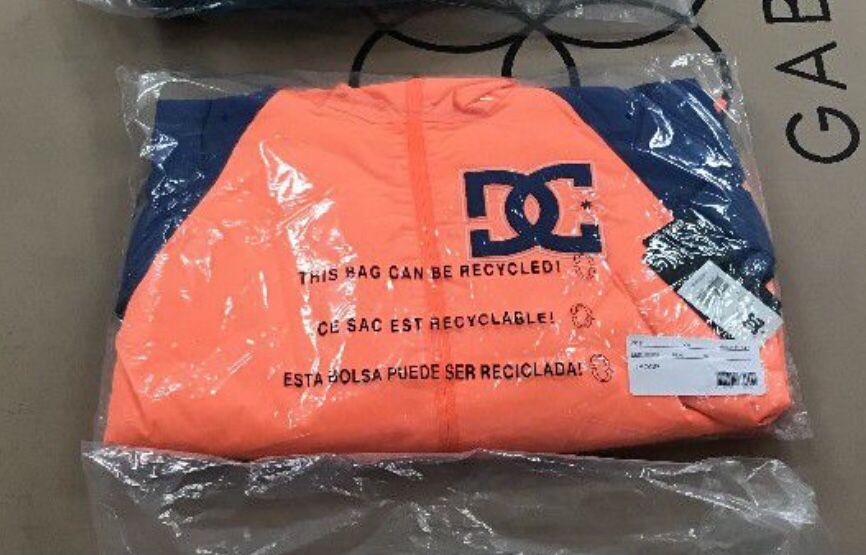 GAB
DC
THIS BAG CAN BE RECYCLED!
CE SAC EST RECYCLABLE!
ESTA BOLSA PUEDE SER RECICLADA!